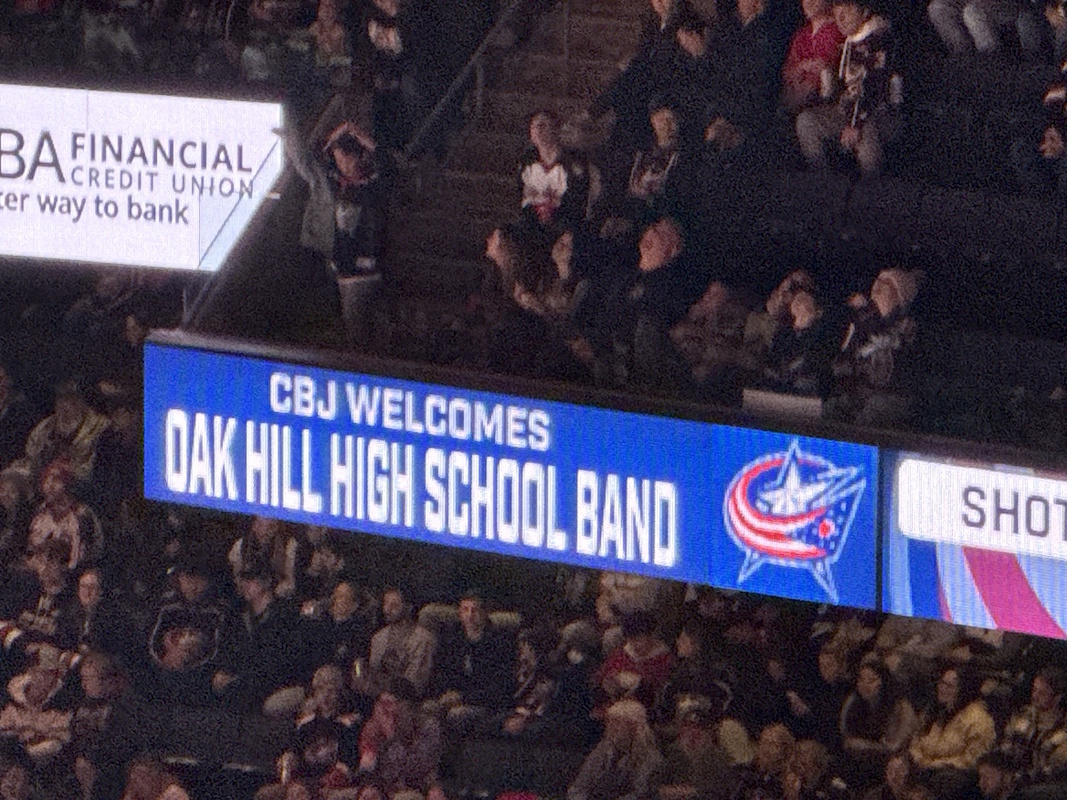 BA FINANCIAL
CREDIT UNION
ter way to bank
CBJ WELCOMES
OAK HILL HIGH SCHOOL BAND
SHOT